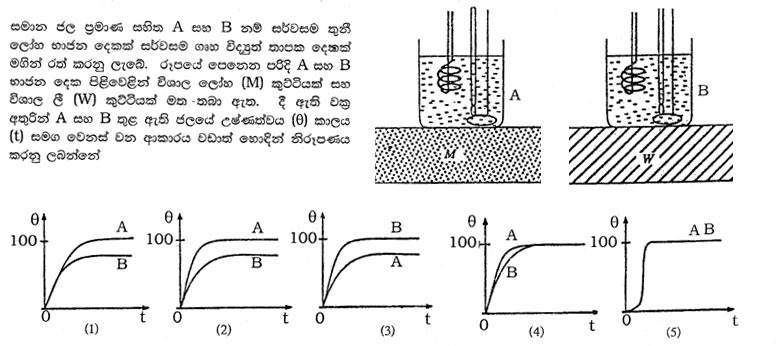 සමාන ජල ප්‍රමාණ සහිත A සහ B නම් සර්වසම තුනී
ලෝහ භාජන දෙකක් සර්වසම ගෘහ විද්‍යුත් තාපක දෙකක්
මගින් රත් කරනු ලැබේ. රූපයේ පෙනෙන පරිදි A සහ B
භාජන දෙක පිළිවෙළින් විශාල ලෝහ (M) කුට්ටියක් සහ
විශාල ලී (W) කුට්ටියක් මත තබා ඇත. දී ඇති වක්‍ර
අතුරින් A සහ B තුළ ඇති ජලයේ උෂ්ණත්වය (θ) කාලය
(t) සමග වෙනස් වන ආකාරය වඩාත් හොඳින් නිරූපණය
කරනු ලබන්නේ
A
M
B
W
θ
100
A
B
0
t
(1)
θ
100
A
B
0
t
(2)
θ
100
B
A
0
t
(3)
θ
100
A
B
0
t
(4)
θ
100
A B
0
t
(5)